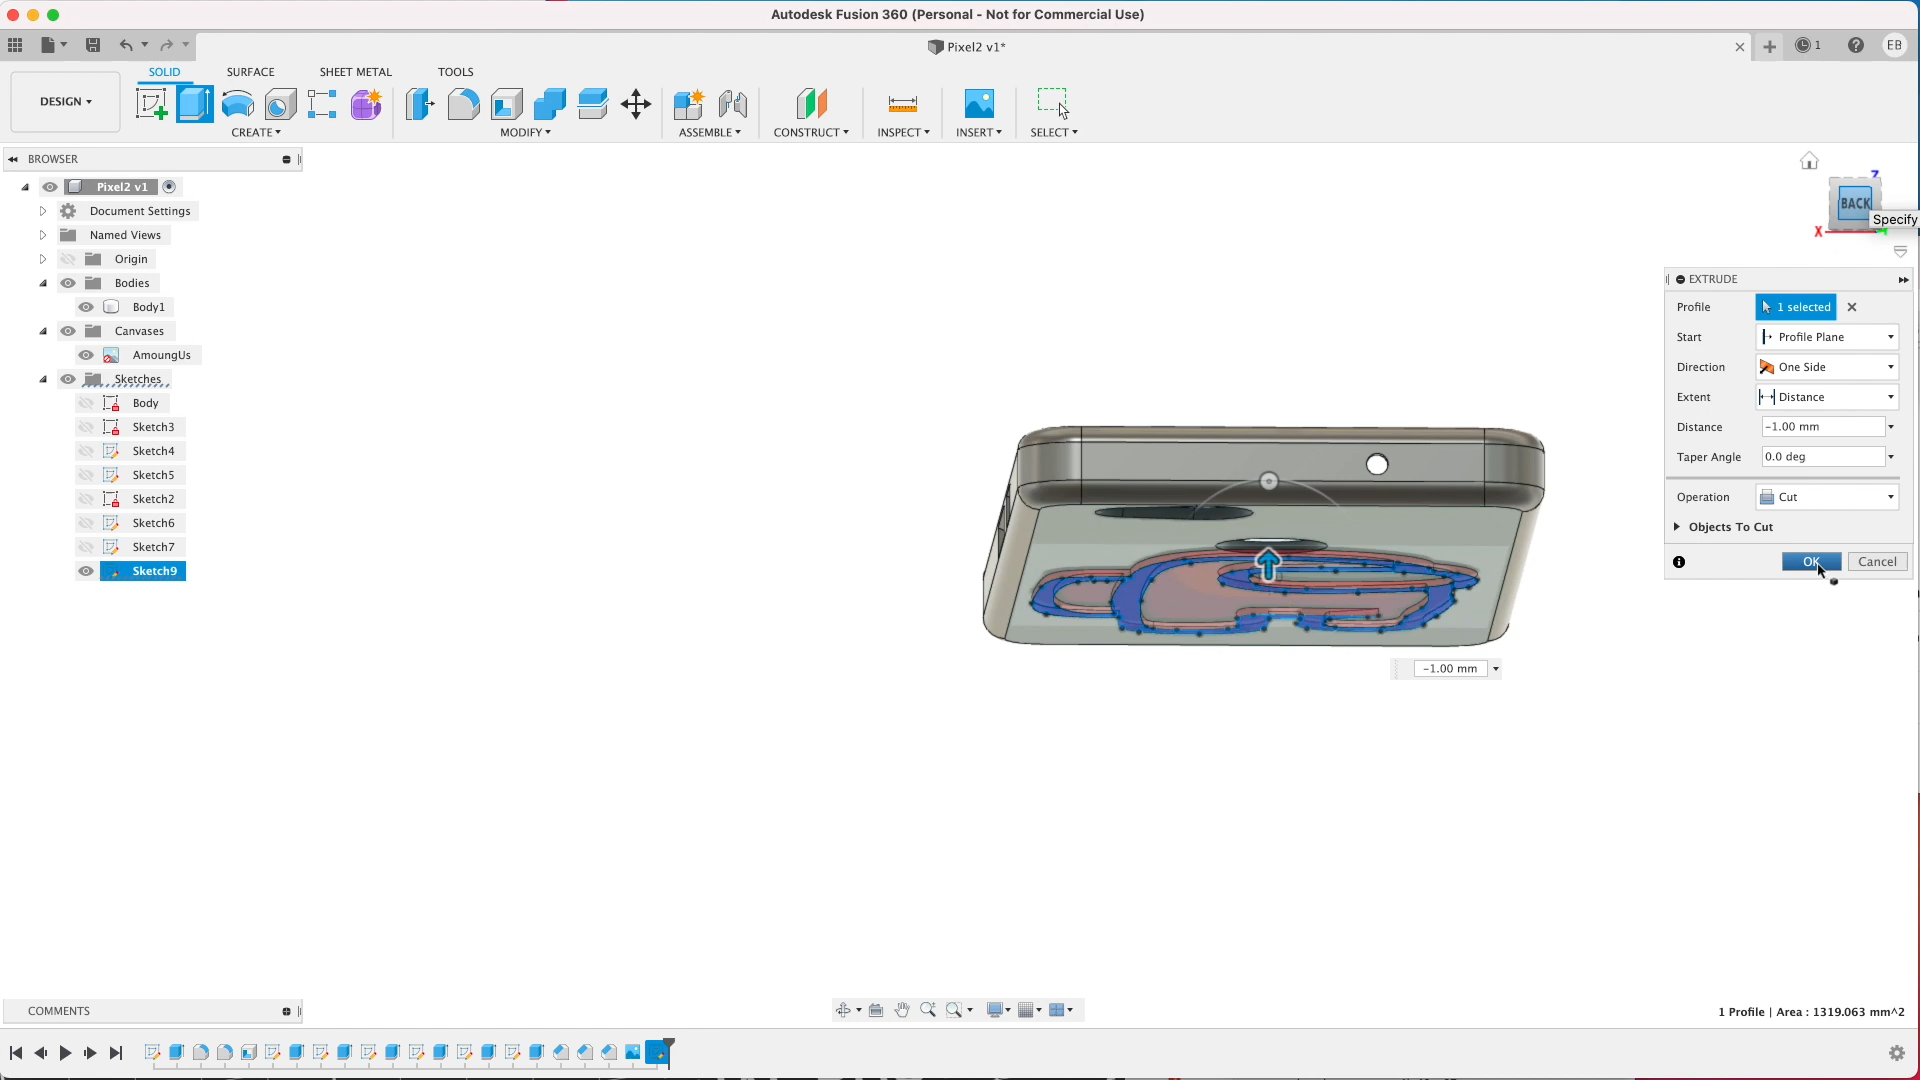 Autodesk Fusion 360 (Personal - Not for Commercial Use)
Pixel2 v1*
1
EB
DESIGN
SOLID
SURFACE
SHEET METAL
TOOLS
CREATE
MODIFY
ASSEMBLE
CONSTRUCT
INSPECT
INSERT
SELECT
BROWSER
Pixel2 v1
Document Settings
Named Views
Origin
Bodies
Body1
Canvases
AmoungUs
Sketches
Body
Sketch3
Sketch4
Sketch5
Sketch2
Sketch6
Sketch7
Sketch9
Z
BACK
X
Specify
EXTRUDE
Profile
1 selected
Start
Profile Plane
Direction
One Side
Extent
Distance
Distance
-1.00 mm
Taper Angle
0.0 deg
Operation
Cut
Objects To Cut
OK
Cancel
-1.00 mm
COMMENTS
1 Profile | Area : 1319.063 mm^2